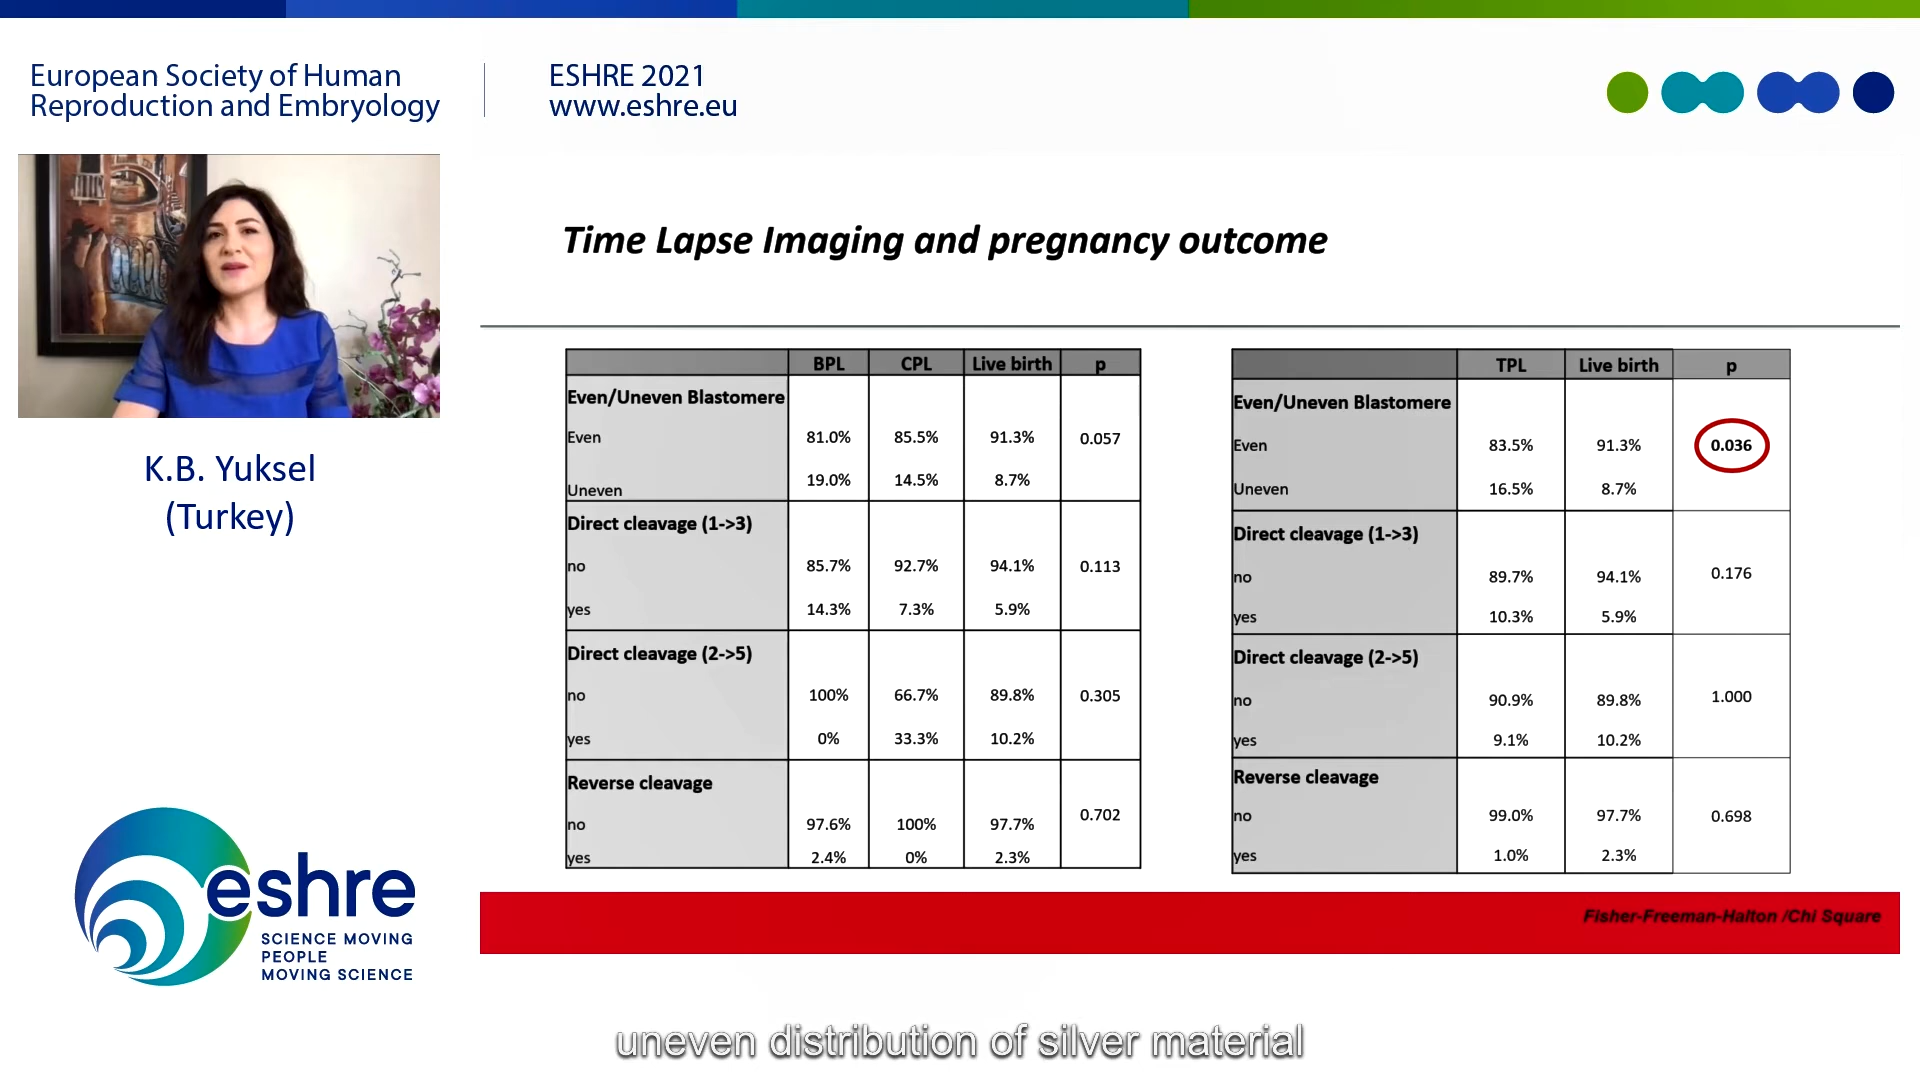 European Society of Human
Reproduction and Embryology
ESHRE 2021
www.eshre.eu
K.B. Yuksel
(Turkey)
eshre
SCIENCE MOVING
PEOPLE
MOVING SCIENCE
Time Lapse Imaging and pregnancy outcome
BPL CPL Live birth p
Even/Uneven Blastomere
Even 81.0% 85.5% 91.3% 0.057
Uneven 19.0% 14.5% 8.7%
Direct cleavage (1->3)
no 85.7% 92.7% 94.1% 0.113
yes 14.3% 7.3% 5.9%
Direct cleavage (2->5)
no 100% 66.7% 89.8% 0.305
yes 0% 33.3% 10.2%
Reverse cleavage
no 97.6% 100% 97.7% 0.702
yes 2.4% 0% 2.3%
TPL Live birth p
Even/Uneven Blastomere
Even 83.5% 91.3% 0.036
Uneven 16.5% 8.7%
Direct cleavage (1->3)
no 89.7% 94.1% 0.176
yes 10.3% 5.9%
Direct cleavage (2->5)
no 90.9% 89.8% 1.000
yes 9.1% 10.2%
Reverse cleavage
no 99.0% 97.7% 0.698
yes 1.0% 2.3%
Fisher-Freeman-Halton /Chi Square
uneven distribution of silver material